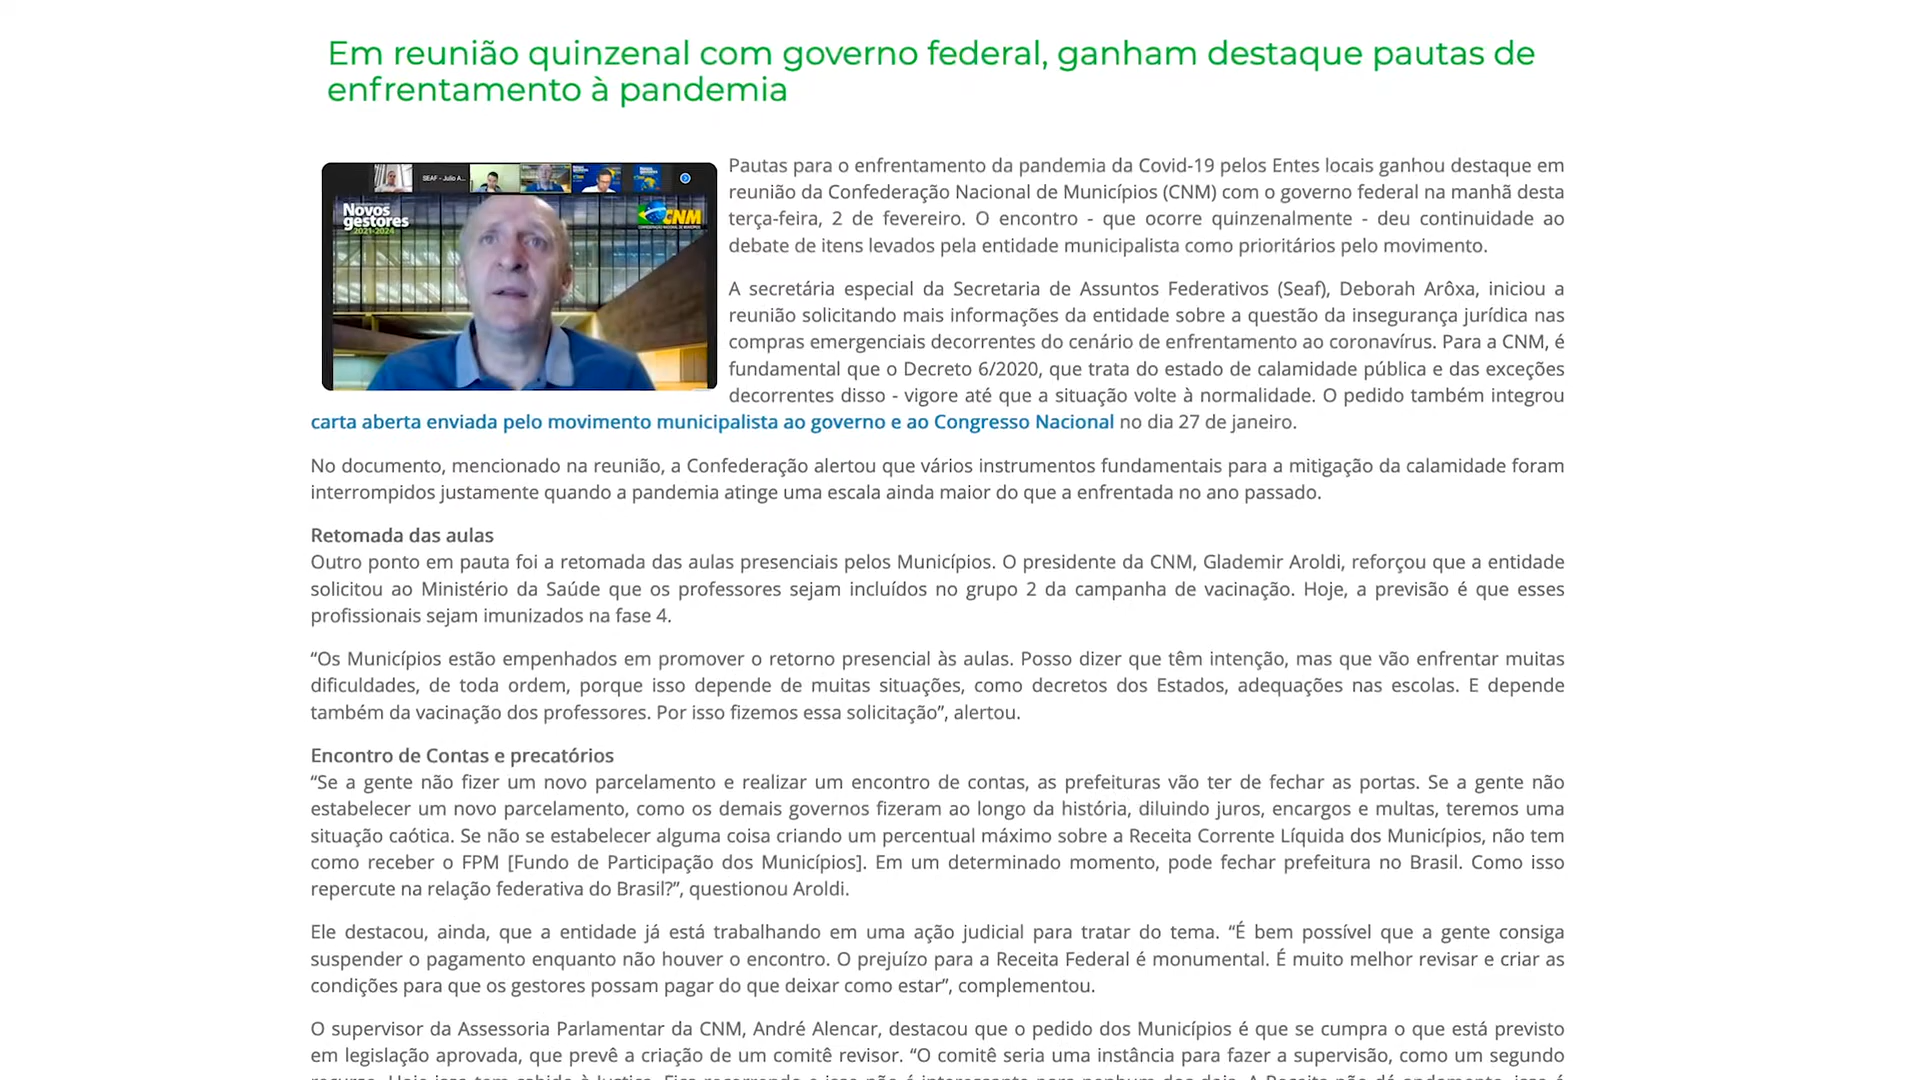 Em reunião quinzenal com governo federal, ganham destaque pautas de
enfrentamento à pandemia
SEAF - Julio A...
Novos
gestores
2021-2024
CNM
Pautas para o enfrentamento da pandemia da Covid-19 pelos Entes locais ganhou destaque em
reunião da Confederação Nacional de Municípios (CNM) com o governo federal na manhã desta
terça-feira, 2 de fevereiro. O encontro - que ocorre quinzenalmente - deu continuidade ao
debate de itens levados pela entidade municipalista como prioritários pelo movimento.
A secretária especial da Secretaria de Assuntos Federativos (Seaf), Deborah Arôxa, iniciou a
reunião solicitando mais informações da entidade sobre a questão da insegurança jurídica nas
compras emergenciais decorrentes do cenário de enfrentamento ao coronavírus. Para a CNM, é
fundamental que o Decreto 6/2020, que trata do estado de calamidade pública e das exceções
decorrentes disso - vigore até que a situação volte à normalidade. O pedido também integrou
carta aberta enviada pelo movimento municipalista ao governo e ao Congresso Nacional no dia 27 de janeiro.
No documento, mencionado na reunião, a Confederação alertou que vários instrumentos fundamentais para a mitigação da calamidade foram
interrompidos justamente quando a pandemia atinge uma escala ainda maior do que a enfrentada no ano passado.
Retomada das aulas
Outro ponto em pauta foi a retomada das aulas presenciais pelos Municípios. O presidente da CNM, Glademir Aroldi, reforçou que a entidade
solicitou ao Ministério da Saúde que os professores sejam incluídos no grupo 2 da campanha de vacinação. Hoje, a previsão é que esses
profissionais sejam imunizados na fase 4.
“Os Municípios estão empenhados em promover o retorno presencial às aulas. Posso dizer que têm intenção, mas que vão enfrentar muitas
dificuldades, de toda ordem, porque isso depende de muitas situações, como decretos dos Estados, adequações nas escolas. E depende
também da vacinação dos professores. Por isso fizemos essa solicitação”, alertou.
Encontro de Contas e precatórios
“Se a gente não fizer um novo parcelamento e realizar um encontro de contas, as prefeituras vão ter de fechar as portas. Se a gente não
estabelecer um novo parcelamento, como os demais governos fizeram ao longo da história, diluindo juros, encargos e multas, teremos uma
situação caótica. Se não se estabelecer alguma coisa criando um percentual máximo sobre a Receita Corrente Líquida dos Municípios, não tem
como receber o FPM [Fundo de Participação dos Municípios]. Em um determinado momento, pode fechar prefeitura no Brasil. Como isso
repercute na relação federativa do Brasil?”, questionou Aroldi.
Ele destacou, ainda, que a entidade já está trabalhando em uma ação judicial para tratar do tema. “É bem possível que a gente consiga
suspender o pagamento enquanto não houver o encontro. O prejuízo para a Receita Federal é monumental. É muito melhor revisar e criar as
condições para que os gestores possam pagar do que deixar como estar”, complementou.
O supervisor da Assessoria Parlamentar da CNM, André Alencar, destacou que o pedido dos Municípios é que se cumpra o que está previsto
em legislação aprovada, que prevê a criação de um comitê revisor. “O comitê seria uma instância para fazer a supervisão, como um segundo